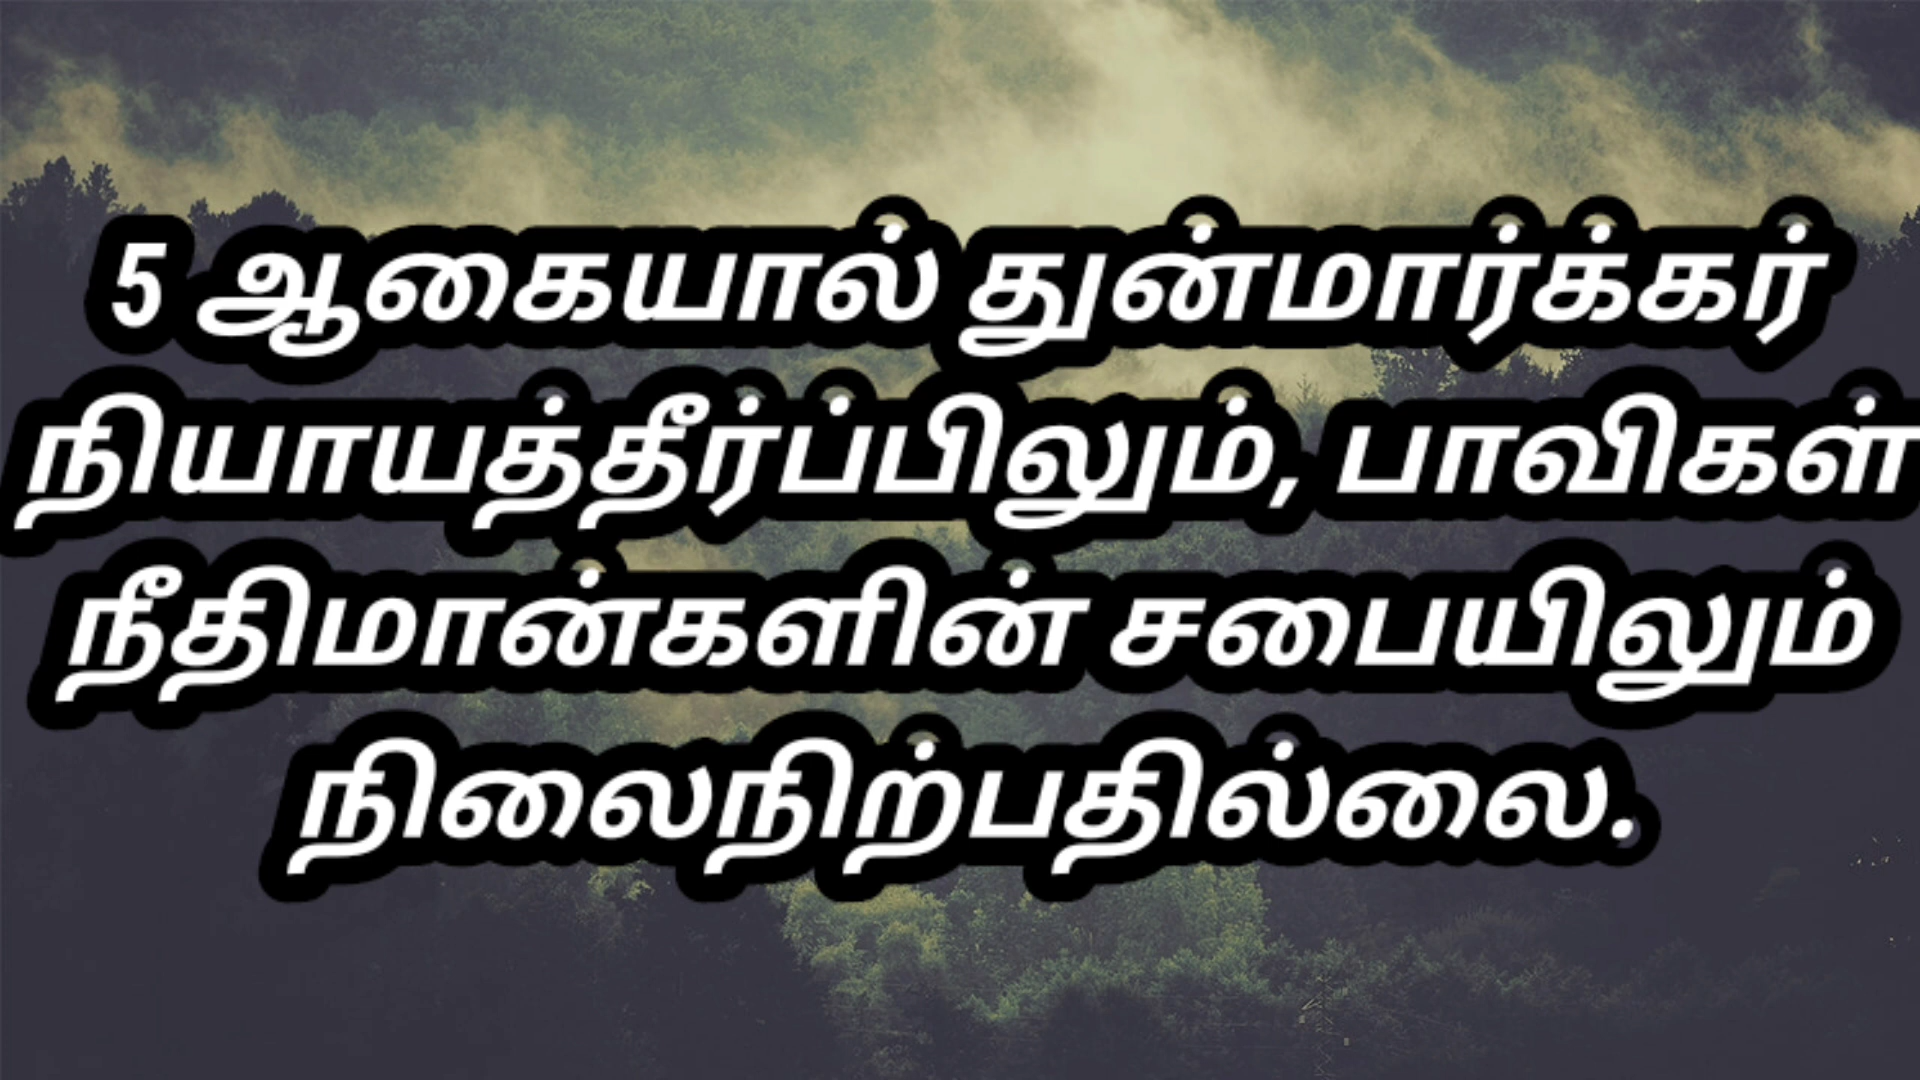 5 ஆகையால் துன்மார்க்கர்
நியாயத்தீர்ப்பிலும், பாவிகள்
நீதிமான்களின் சபையிலும்
நிலைநிற்பதில்லை.